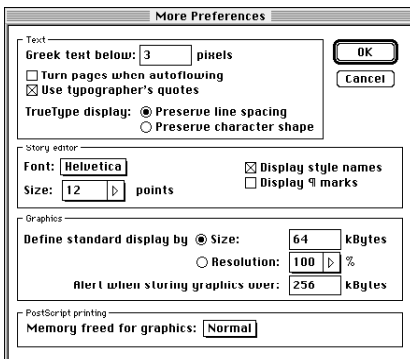 More Preferences
Text
Greek text below: 3 pixels
OK
Turn pages when autoflowing
Cancel
Use typographer's quotes
TrueType display: Preserve line spacing
Preserve character shape
Story editor
Font: Helvetica
Display style names
Display ¶ marks
Size: 12 points
Graphics
Define standard display by Size: 64 kBytes
Resolution: 100 %
Alert when storing graphics over: 256 kBytes
PostScript printing
Memory freed for graphics: Normal